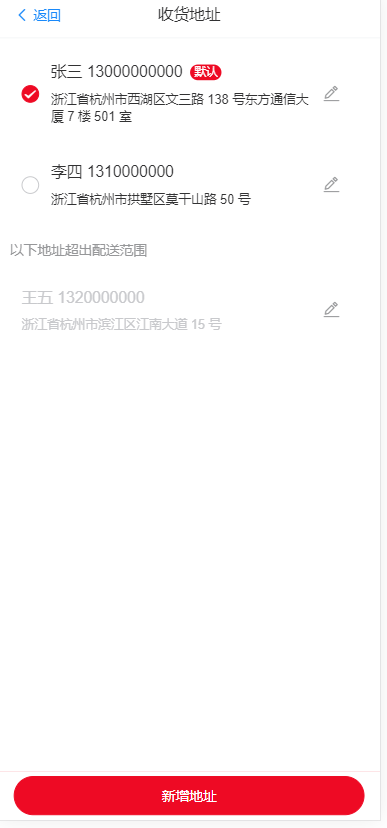 返回
收货地址
张三 13000000000 默认
浙江省杭州市西湖区文三路 138 号东方通信大
厦 7 楼 501 室
李四 1310000000
浙江省杭州市拱墅区莫干山路 50 号
以下地址超出配送范围
王五 1320000000
浙江省杭州市滨江区江南大道 15 号
新增地址